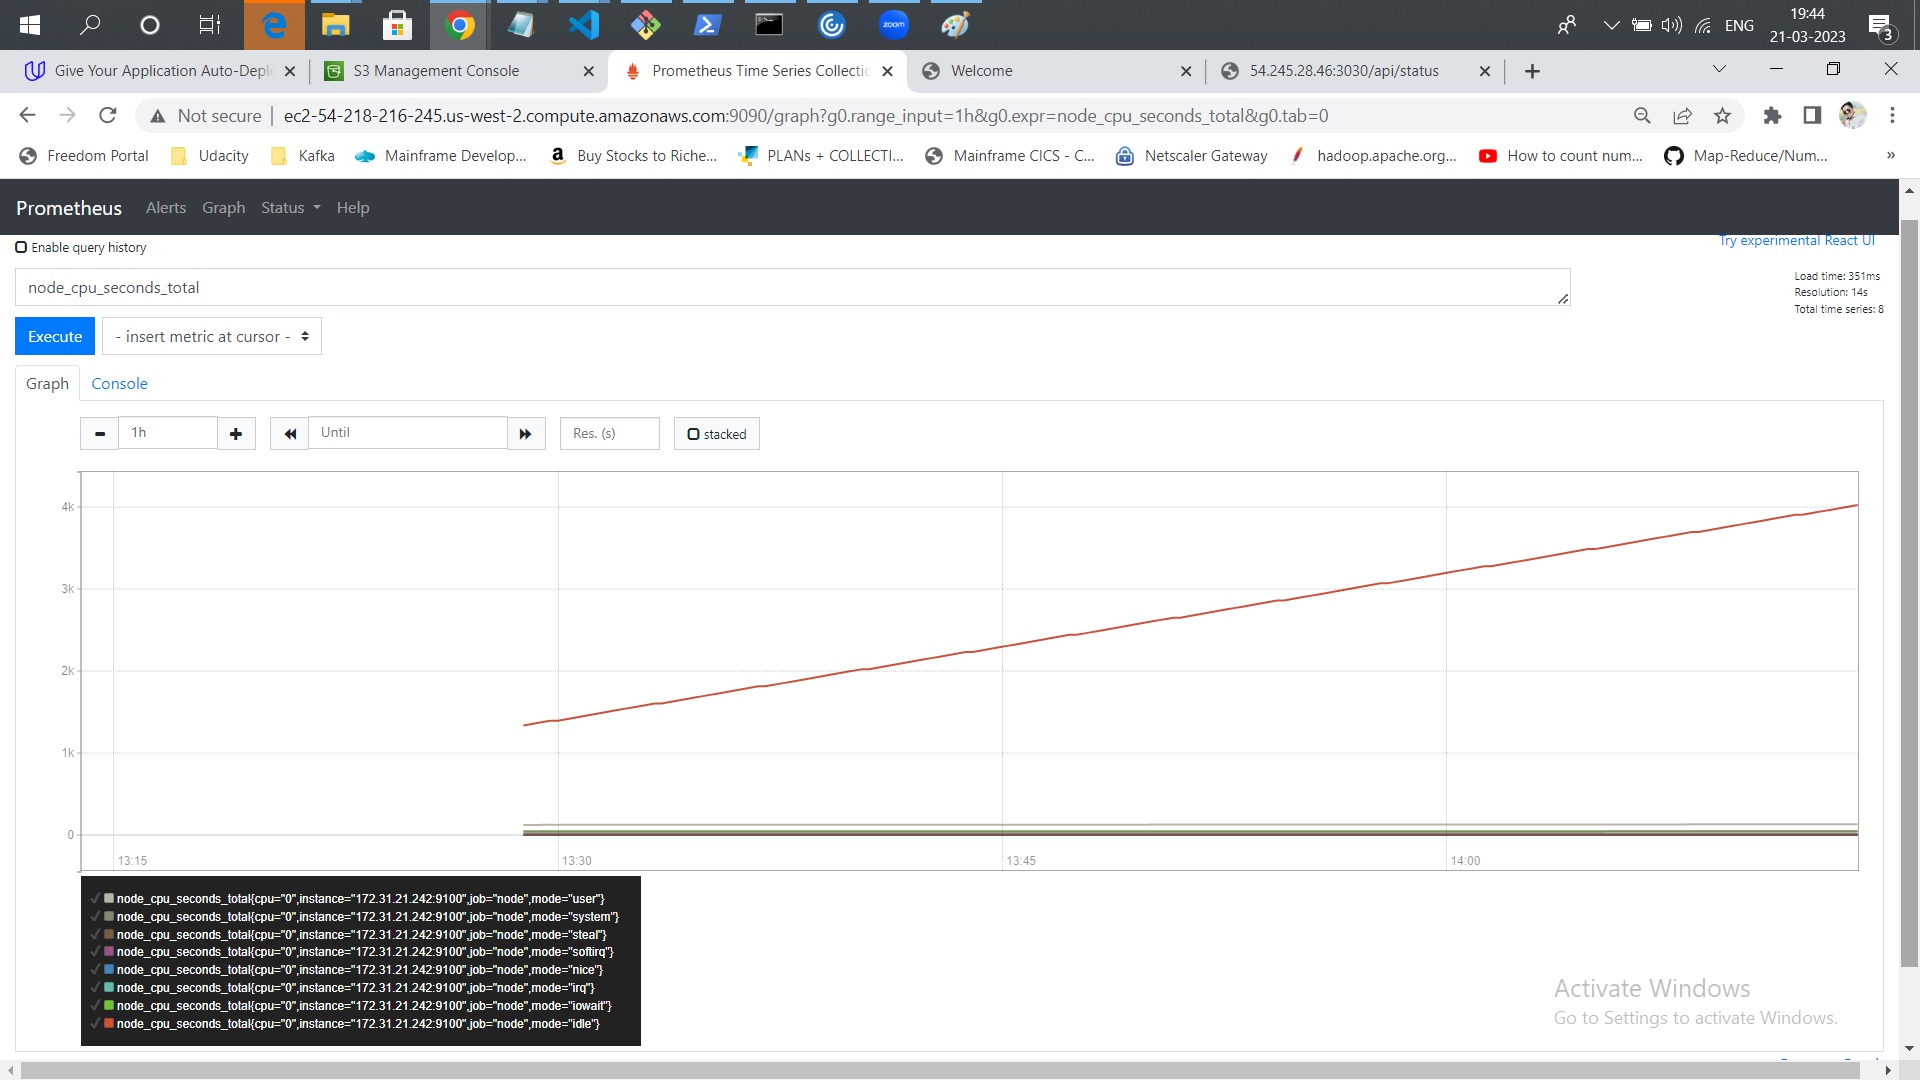 zoom
ENG
19:44
21-03-2023
3
Give Your Application Auto-Depl
S3 Management Console
Prometheus Time Series Collectic
Welcome
54.245.28.46:3030/api/status
Not secure
ec2-54-218-216-245.us-west-2.compute.amazonaws.com:9090/graph?g0.range_input=1h&g0.expr=node_cpu_seconds_total&g0.tab=0
Freedom Portal
Udacity
Kafka
Mainframe Develop...
Buy Stocks to Riche...
PLANs + COLLECTI...
Mainframe CICS - C...
Netscaler Gateway
hadoop.apache.org...
How to count num...
Map-Reduce/Num...
»
Prometheus Alerts Graph Status Help
Enable query history
Try experimental React UI
node_cpu_seconds_total
Load time: 351ms
Resolution: 14s
Total time series: 8
Execute
- insert metric at cursor -
Graph Console
1h
Until
Res. (s)
stacked
4k
3k
2k
1k
0
13:15 13:30 13:45 14:00
node_cpu_seconds_total{cpu="0",instance="172.31.21.242:9100",job="node",mode="user"}
node_cpu_seconds_total{cpu="0",instance="172.31.21.242:9100",job="node",mode="system"}
node_cpu_seconds_total{cpu="0",instance="172.31.21.242:9100",job="node",mode="steal"}
node_cpu_seconds_total{cpu="0",instance="172.31.21.242:9100",job="node",mode="softirq"}
node_cpu_seconds_total{cpu="0",instance="172.31.21.242:9100",job="node",mode="nice"}
node_cpu_seconds_total{cpu="0",instance="172.31.21.242:9100",job="node",mode="irq"}
node_cpu_seconds_total{cpu="0",instance="172.31.21.242:9100",job="node",mode="iowait"}
node_cpu_seconds_total{cpu="0",instance="172.31.21.242:9100",job="node",mode="idle"}
Activate Windows
Go to Settings to activate Windows.